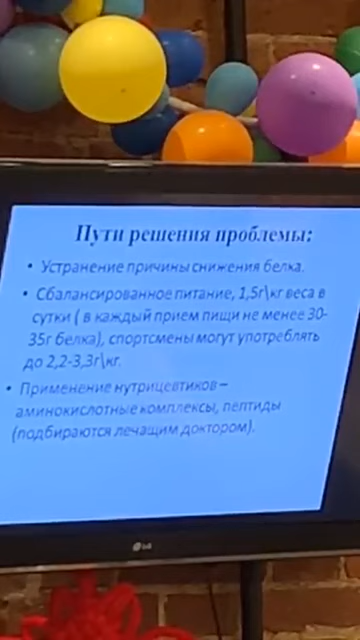 Пути решения проблемы:
• Устранение причины снижения белка.
• Сбалансированное питание, 1,5г\кг веса в
сутки ( в каждый прием пищи не менее 30-
35г белка), спортсмены могут употреблять
до 2,2-3,3г\кг.
• Применение нутрицевтиков –
аминокислотные комплексы, пептиды
(подбираются лечащим доктором).
LG